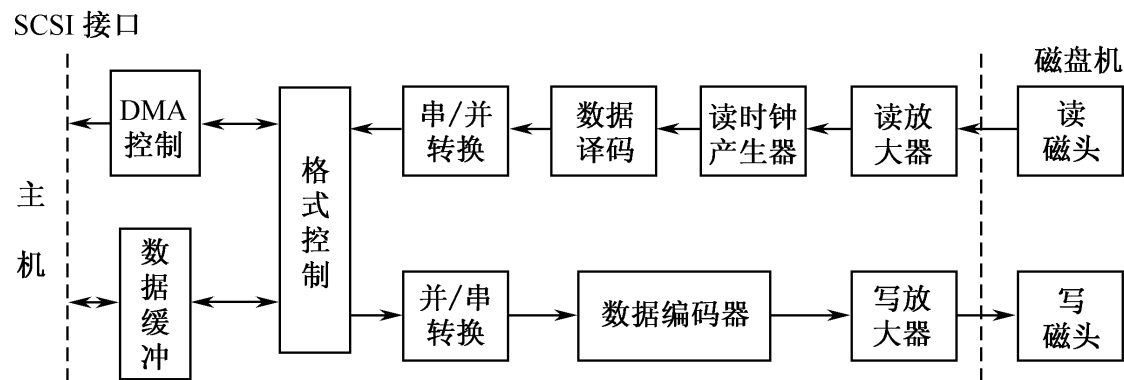 SCSI 接口
磁盘机
DMA
控制
串/并
转换
数据
译码
读时钟
产生器
读放
大器
读
磁头
主
机
格
式
控
制
数
据
缓
冲
并/串
转换
数据编码器
写放
大器
写
磁头